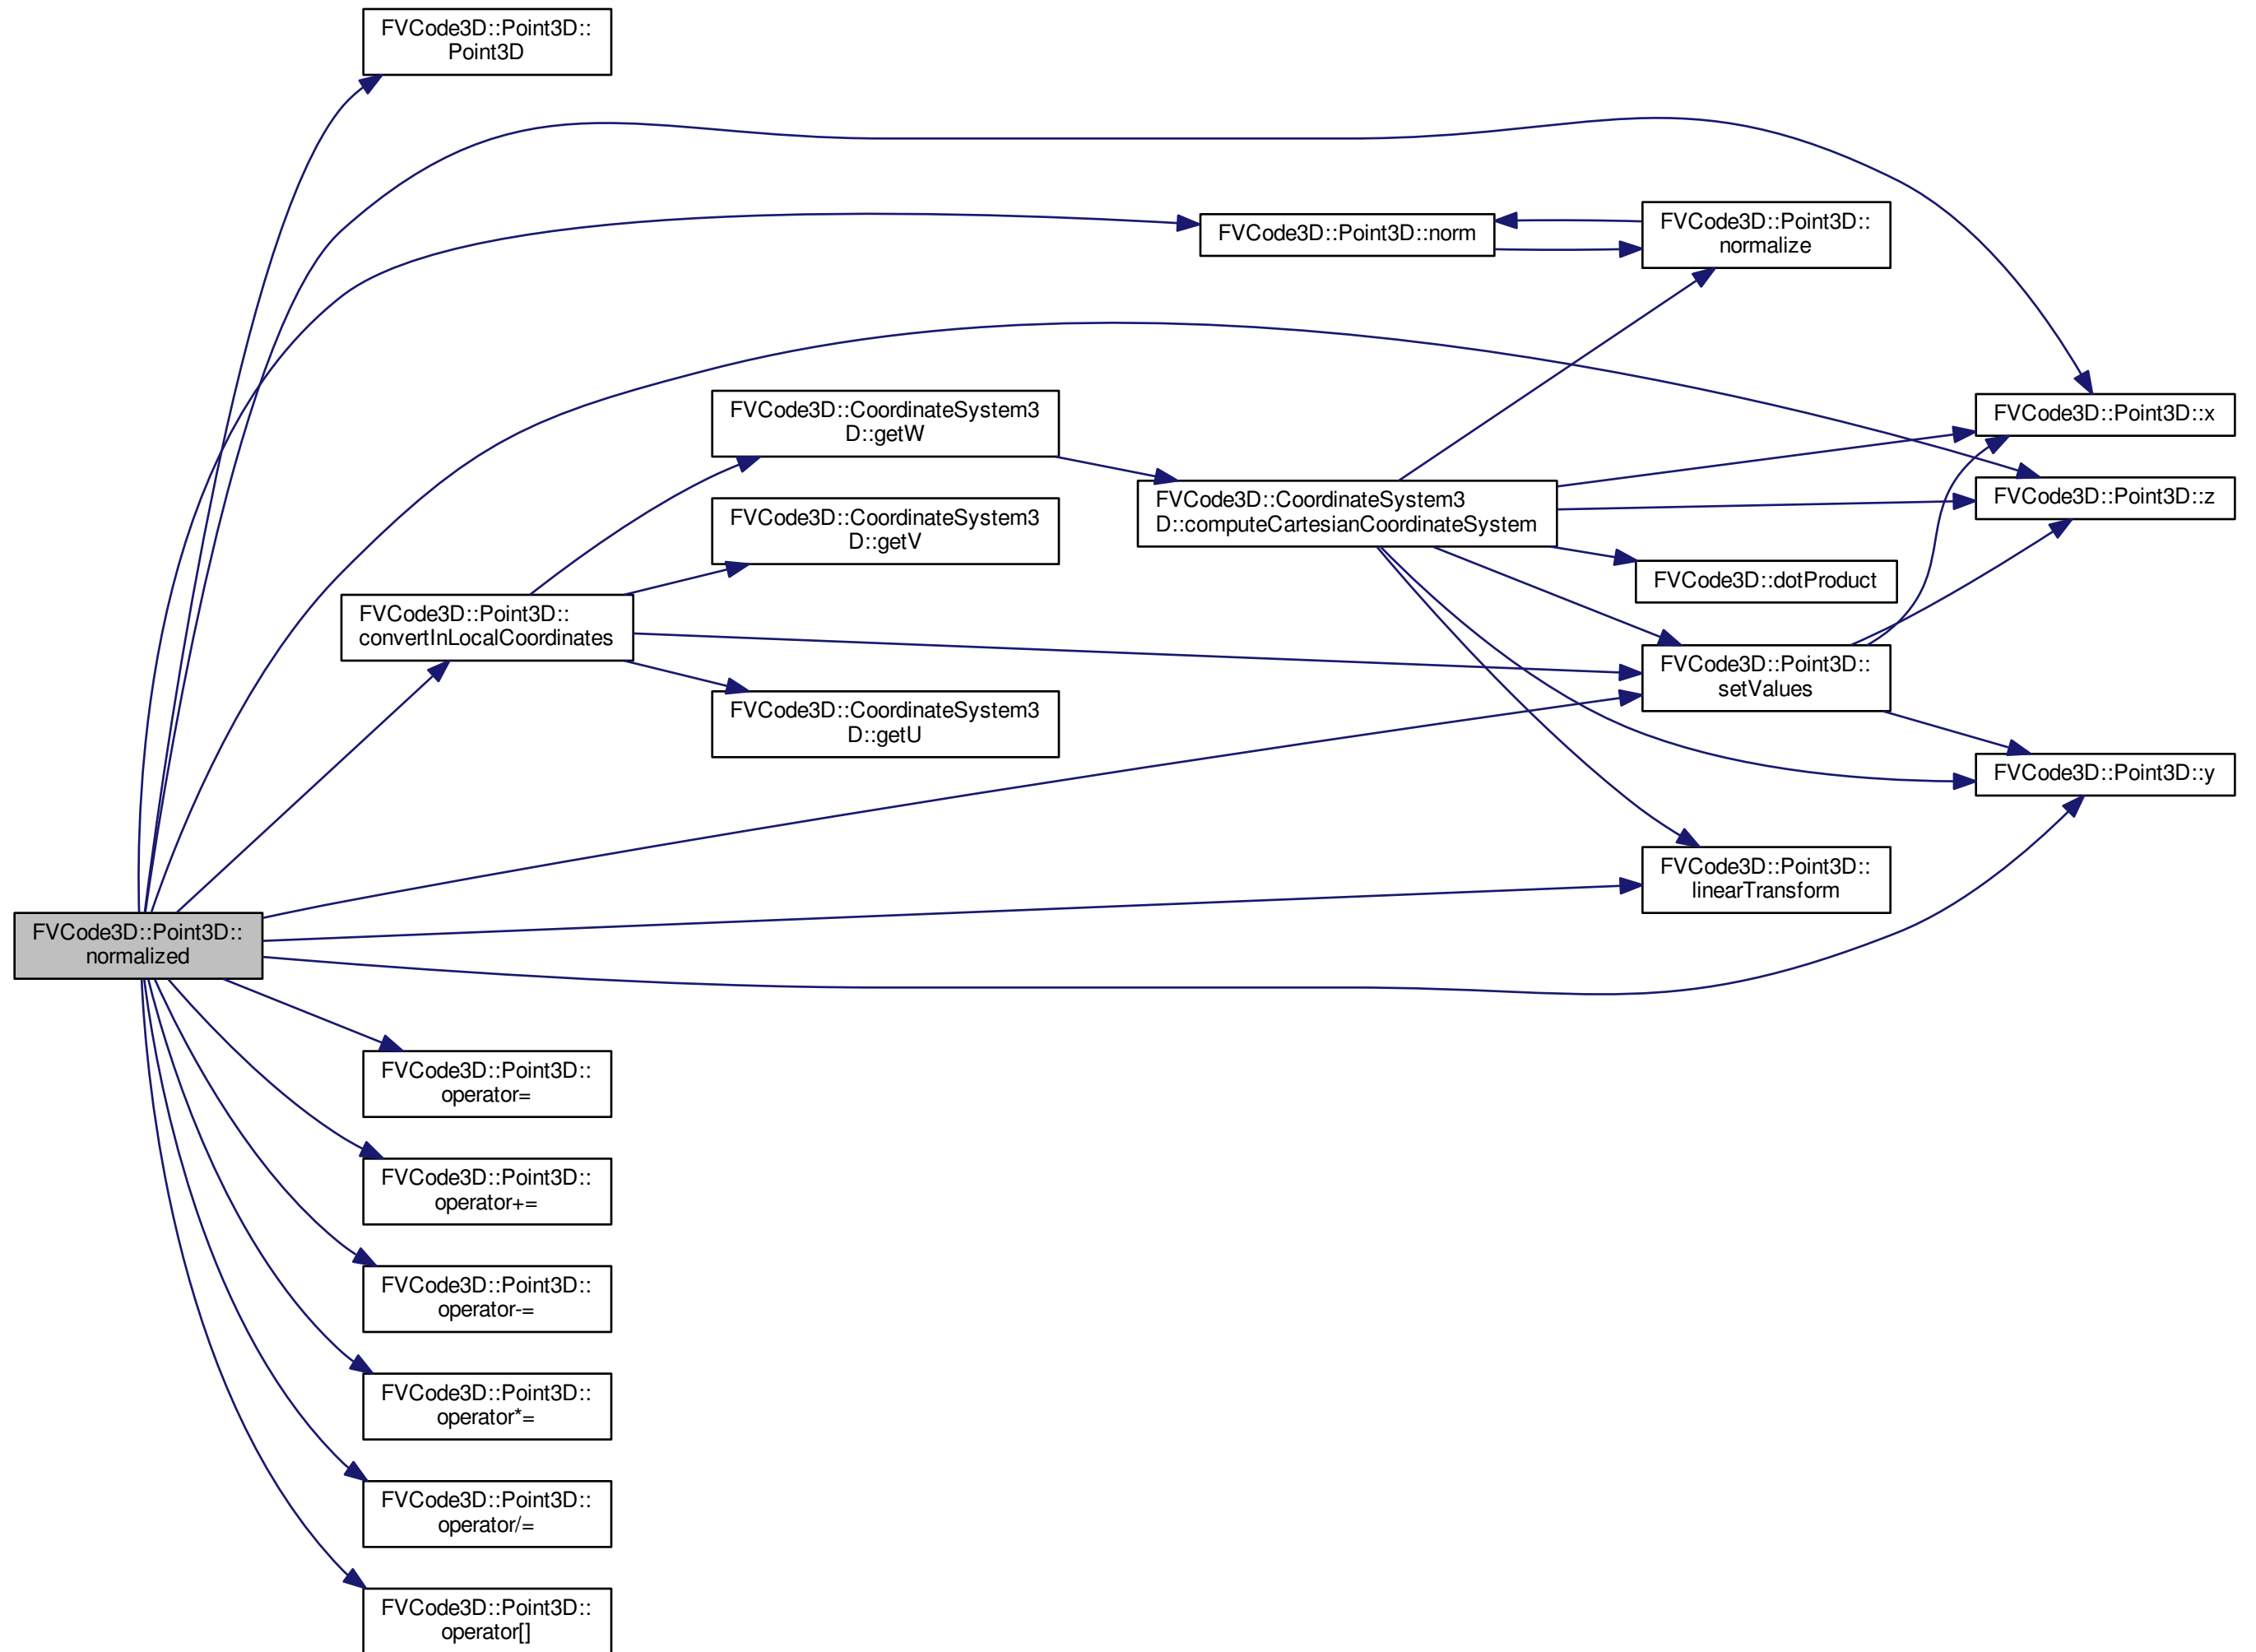 FVCode3D::Point3D::
Point3D
FVCode3D::Point3D::norm
FVCode3D::Point3D::
normalize
FVCode3D::CoordinateSystem3
D::getW
FVCode3D::Point3D::x
FVCode3D::CoordinateSystem3
D::computeCartesianCoordinateSystem
FVCode3D::Point3D::z
FVCode3D::CoordinateSystem3
D::getV
FVCode3D::dotProduct
FVCode3D::Point3D::
convertInLocalCoordinates
FVCode3D::Point3D::
setValues
FVCode3D::CoordinateSystem3
D::getU
FVCode3D::Point3D::y
FVCode3D::Point3D::
linearTransform
FVCode3D::Point3D::
normalized
FVCode3D::Point3D::
operator=
FVCode3D::Point3D::
operator+=
FVCode3D::Point3D::
operator-=
FVCode3D::Point3D::
operator*=
FVCode3D::Point3D::
operator/=
FVCode3D::Point3D::
operator[]